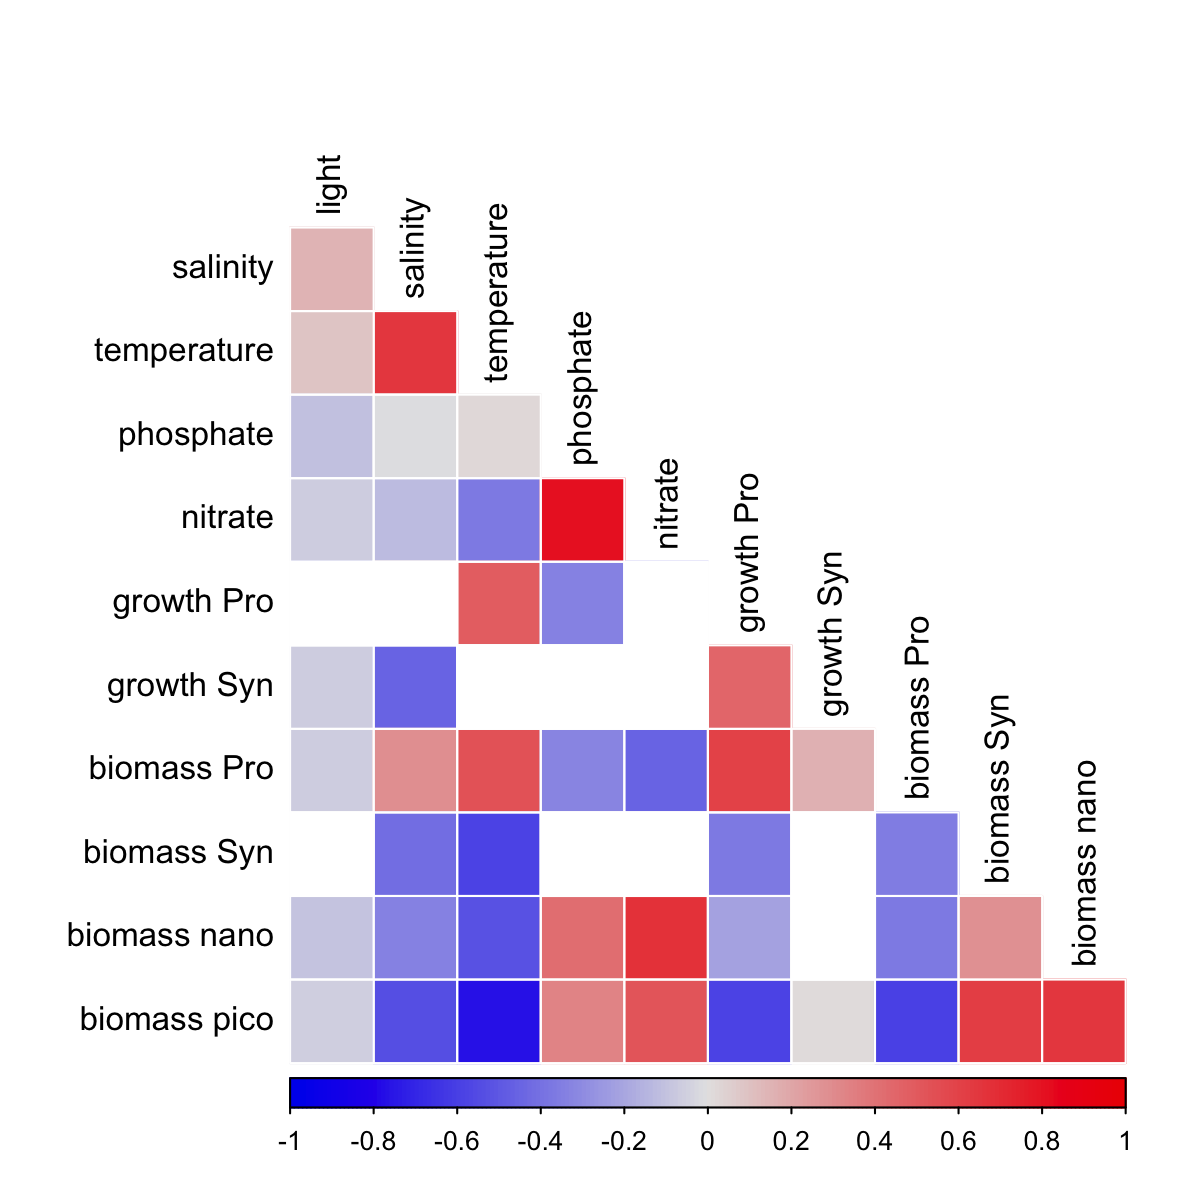 light
salinity
temperature
phosphate
nitrate
growth Pro
growth Syn
biomass Pro
biomass Syn
biomass nano
salinity
temperature
phosphate
nitrate
growth Pro
growth Syn
biomass Pro
biomass Syn
biomass nano
biomass pico
-1 -0.8 -0.6 -0.4 -0.2 0 0.2 0.4 0.6 0.8 1